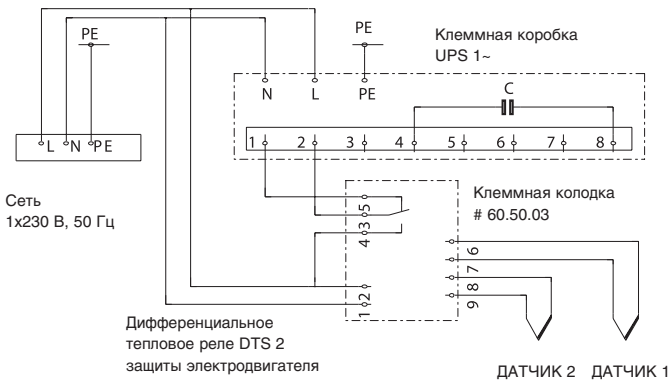 PE
PE
Клеммная коробка
UPS 1~
N
L
PE
C
1 2 3 4 5 6 7 8
L N PE
Сеть
1x230 В, 50 Гц
Клеммная колодка
# 60.50.03
5
3
4
6
7
8
9
2
1
Дифференциальное
тепловое реле DTS 2
защиты электродвигателя
ДАТЧИК 2 ДАТЧИК 1